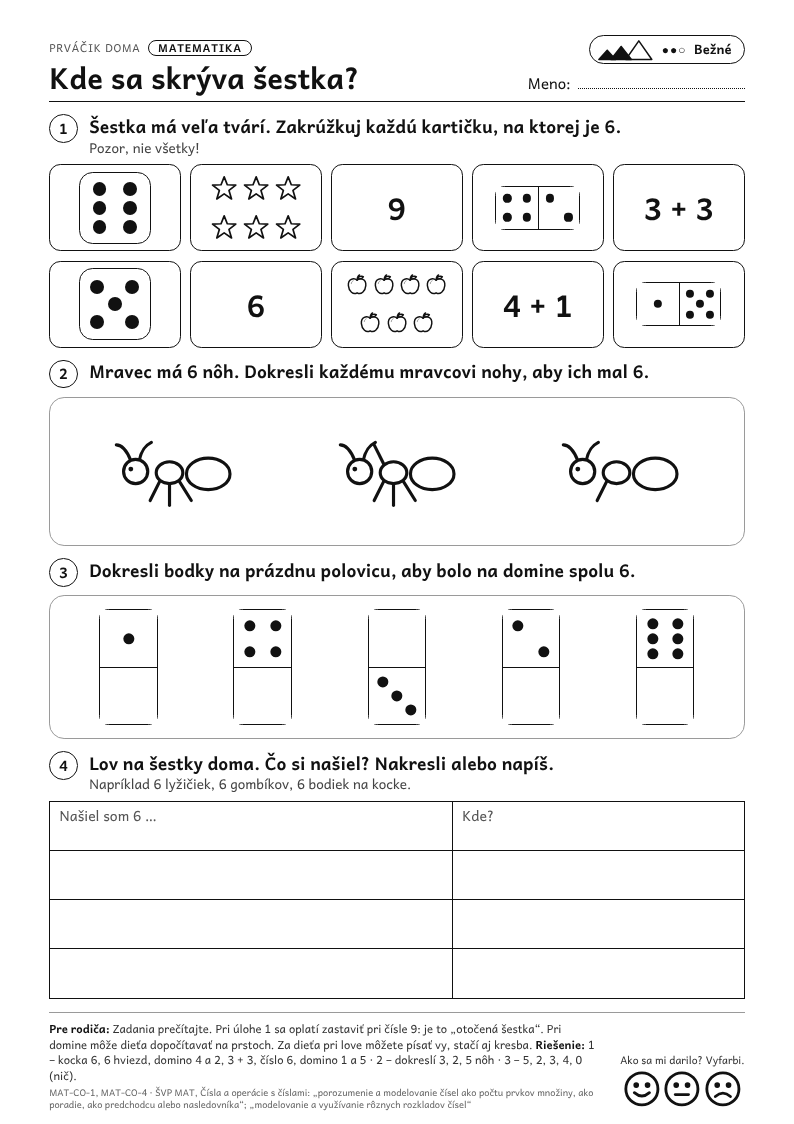 PRVÁČIK DOMA MATEMATIKA
●●○ Bežné
Kde sa skrýva šestka?
Meno:
1 Šestka má veľa tvárí. Zakrúžkuj každú kartičku, na ktorej je 6.
Pozor, nie všetky!
9
3 + 3
6
4 + 1
2 Mravec má 6 nôh. Dokresli každému mravcovi nohy, aby ich mal 6.
3 Dokresli bodky na prázdnu polovicu, aby bolo na domine spolu 6.
4 Lov na šestky doma. Čo si našiel? Nakresli alebo napíš.
Napríklad 6 lyžičiek, 6 gombíkov, 6 bodiek na kocke.
Našiel som 6 ... Kde?
Pre rodiča: Zadania prečítajte. Pri úlohe 1 sa oplatí zastaviť pri čísle 9: je to „otočená šestka“. Pri
domine môže dieťa dopočítavať na prstoch. Za dieťa pri love môžete písať vy, stačí aj kresba. Riešenie: 1
– kocka 6, 6 hviezd, domino 4 a 2, 3 + 3, číslo 6, domino 1 a 5 · 2 – dokreslí 3, 2, 5 nôh · 3 – 5, 2, 3, 4, 0
(nič).
MAT-CO-1, MAT-CO-4 · ŠVP MAT, Čísla a operácie s číslami: „porozumenie a modelovanie čísel ako počtu prvkov množiny, ako
poradie, ako predchodcu alebo nasledovníka“; „modelovanie a využívanie rôznych rozkladov čísel“
Ako sa mi darilo? Vyfarbi.